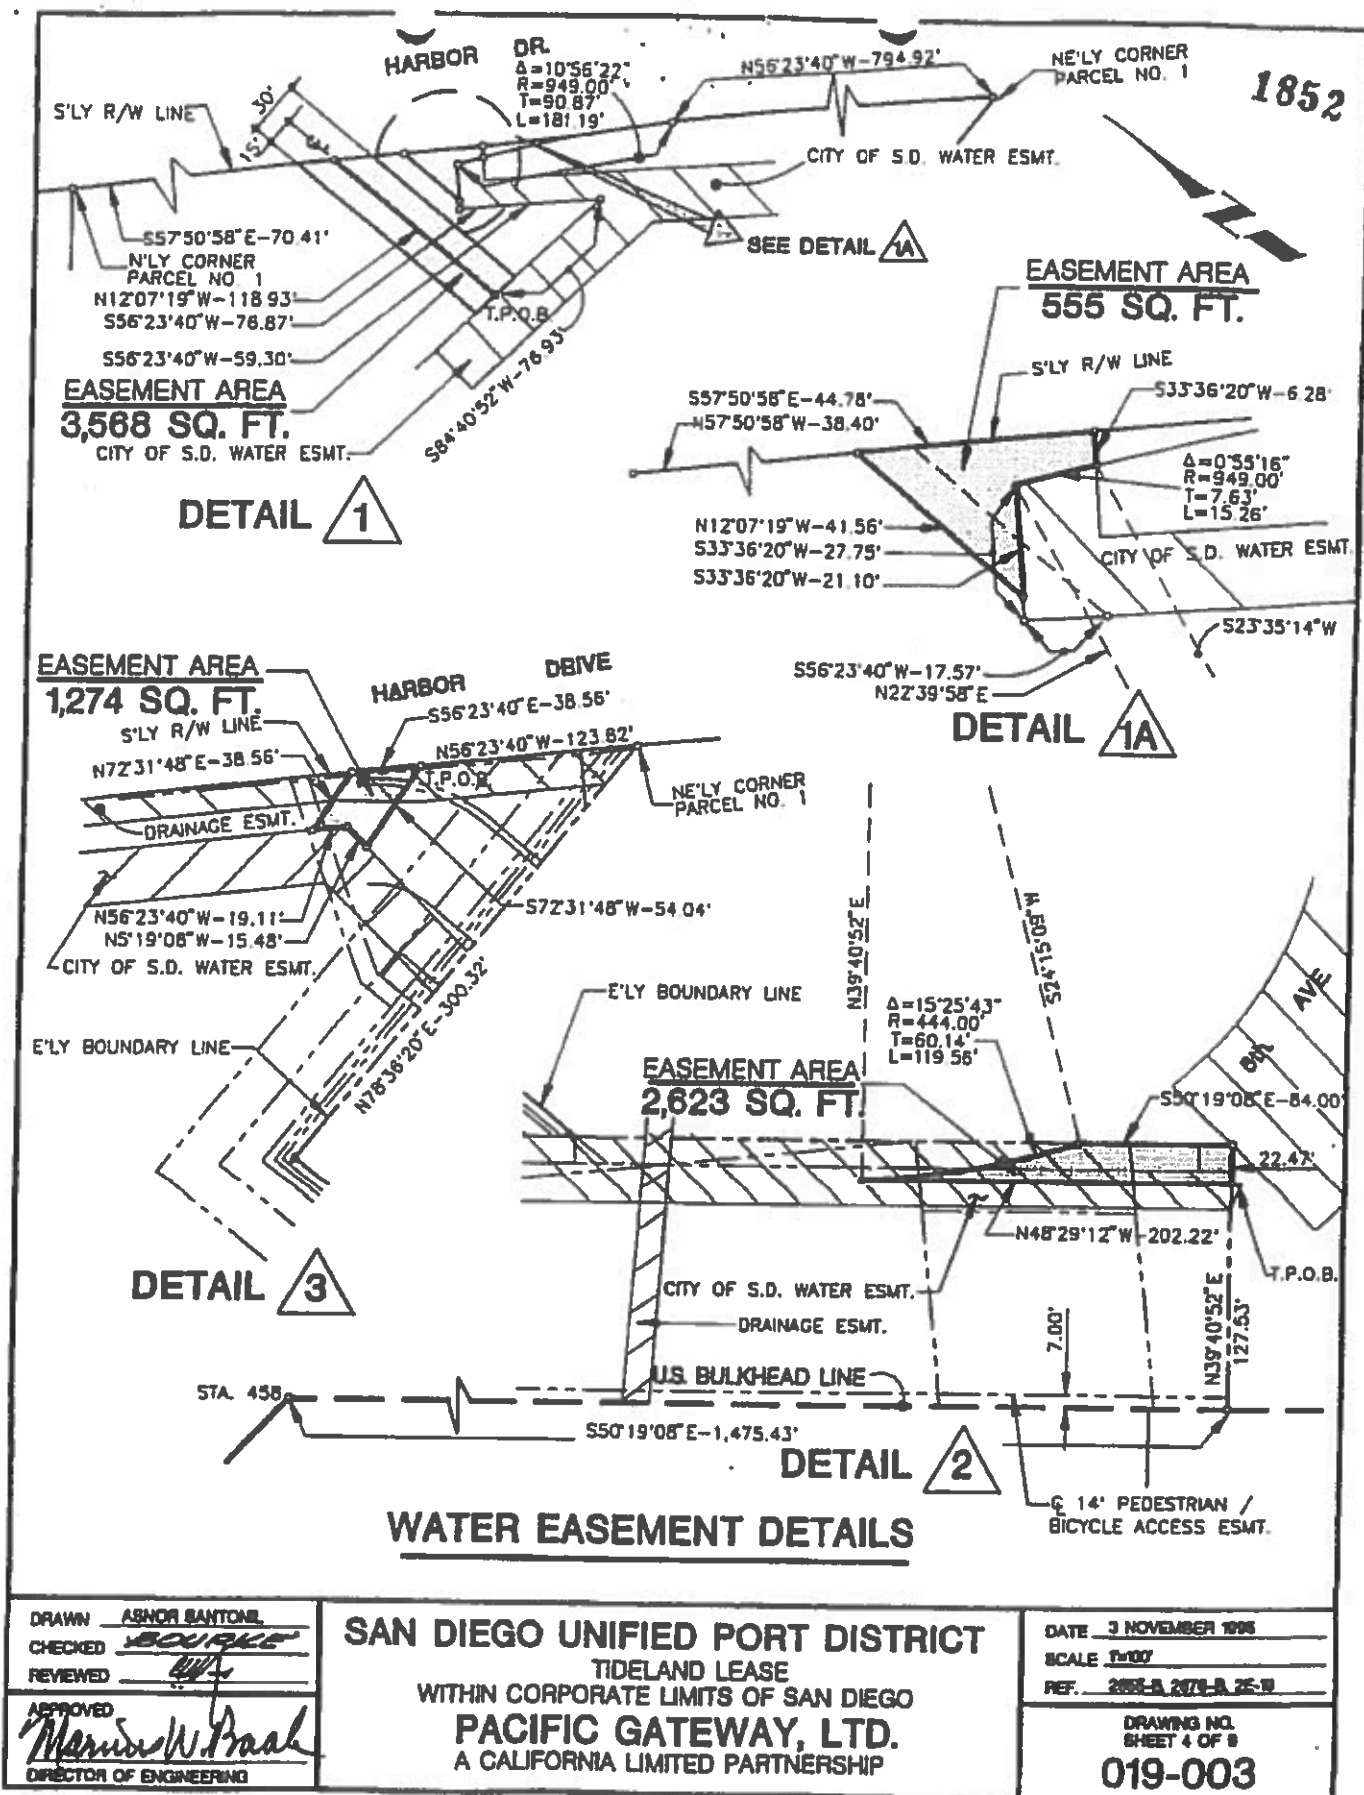 HARBOR DR.
Δ=10°56'22"
R=949.00'
T=90.87'
L=181.19'
N56°23'40"W-794.92'
NE'LY CORNER
PARCEL NO. 1
1852
S'LY R/W LINE
30'
15'
CITY OF S.D. WATER ESMT.
S57°50'58"E-70.41'
N'LY CORNER
PARCEL NO. 1
N12°07'19"W-118.93'
S56°23'40"W-76.87'
S56°23'40"W-59.30'
T.P.O.B.
S84°40'52"W-76.93'
SEE DETAIL 1A
EASEMENT AREA
3,568 SQ. FT.
CITY OF S.D. WATER ESMT.
DETAIL 1
EASEMENT AREA
555 SQ. FT.
S'LY R/W LINE
S57°50'58"E-44.78'
N57°50'58"W-38.40'
S33°36'20"W-6.28'
Δ=0°55'16"
R=949.00'
T=7.63'
L=15.26'
N12°07'19"W-41.56'
S33°36'20"W-27.75'
S33°36'20"W-21.10'
CITY OF S.D. WATER ESMT.
S23°35'14"W
S56°23'40"W-17.57'
N22°39'58"E
DETAIL 1A
EASEMENT AREA
1,274 SQ. FT.
HARBOR DRIVE
S'LY R/W LINE
S56°23'40"E-38.56'
N72°31'48"E-38.56'
N56°23'40"W-123.82'
T.P.O.B.
NE'LY CORNER
PARCEL NO. 1
DRAINAGE ESMT.
N56°23'40"W-19.11'
N5°19'08"W-15.48'
S72°31'48"W-54.04'
CITY OF S.D. WATER ESMT.
E'LY BOUNDARY LINE
N78°36'20"E-300.32'
DETAIL 3
N39°40'52"E
S24°15'09"W
E'LY BOUNDARY LINE
Δ=15°25'43"
R=444.00'
T=60.14'
L=119.56'
8th AVE
EASEMENT AREA
2,623 SQ. FT.
S50°19'08"E-84.00'
22.47'
N48°29'12"W-202.22'
T.P.O.B.
CITY OF S.D. WATER ESMT.
DRAINAGE ESMT.
7.00'
N39°40'52"E
127.53'
U.S. BULKHEAD LINE
STA. 458
S50°19'08"E-1,475.43'
DETAIL 2
℄ 14' PEDESTRIAN /
BICYCLE ACCESS ESMT.
WATER EASEMENT DETAILS
DRAWN ASNOR SANTONIL
CHECKED BOURKE
REVIEWED
APPROVED
DIRECTOR OF ENGINEERING
SAN DIEGO UNIFIED PORT DISTRICT
TIDELAND LEASE
WITHIN CORPORATE LIMITS OF SAN DIEGO
PACIFIC GATEWAY, LTD.
A CALIFORNIA LIMITED PARTNERSHIP
DATE 3 NOVEMBER 1995
SCALE 1"=100'
REF.
DRAWING NO.
SHEET 4 OF
019-003